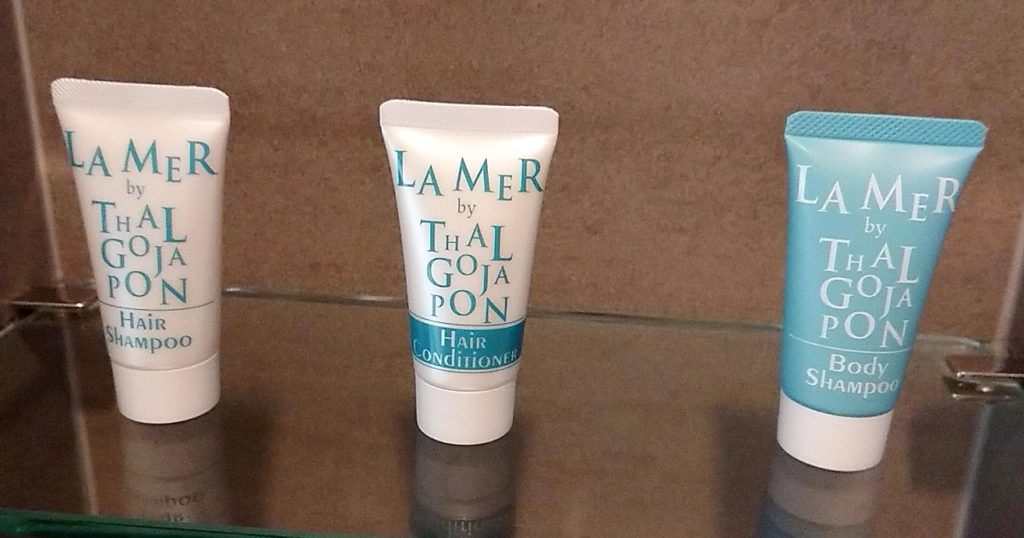 LA MER
by
THAL
GOJA
PON
HAIR
SHAMPOO
LA MER
by
THAL
GOJA
PON
HAIR
CONDITIONER
LA MER
by
THAL
GOJA
PON
Body
Shampoo